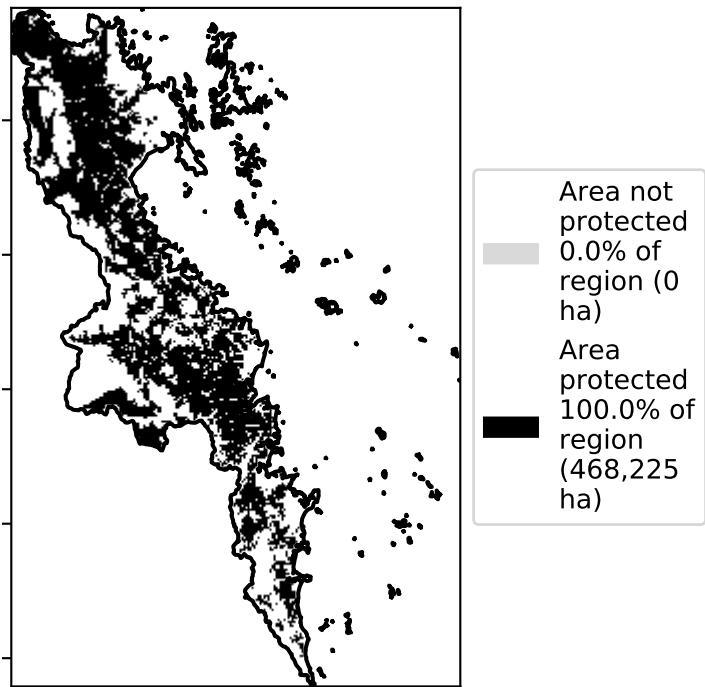 Area not
protected
0.0% of
region (0
ha)
Area
protected
100.0% of
region
(468,225
ha)